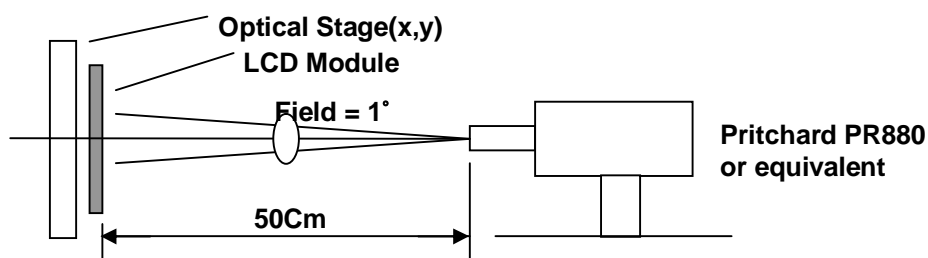 Optical Stage(x,y)
LCD Module
Field = 1˚
Pritchard PR880
or equivalent
50Cm